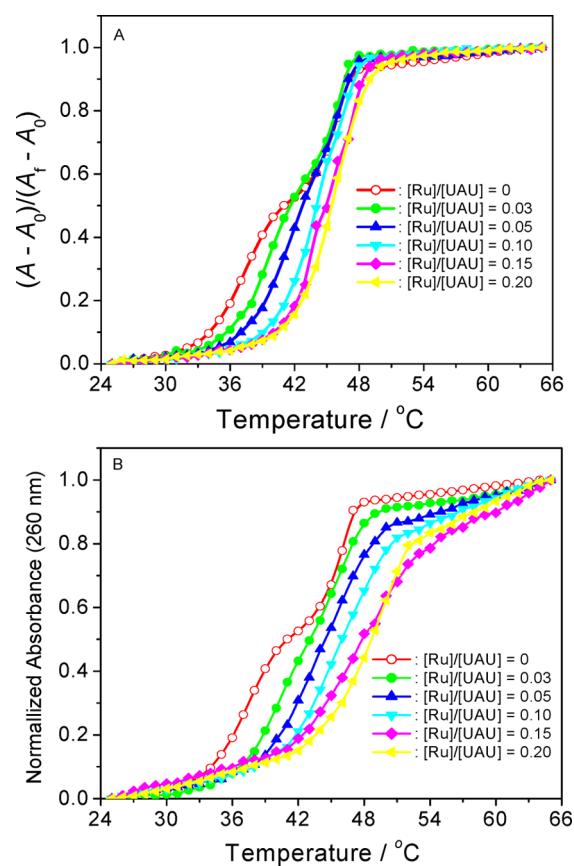 A
(A - A0)/(Af - A0)
1.0
0.8
0.6
0.4
0.2
0.0
: [Ru]/[UAU] = 0
: [Ru]/[UAU] = 0.03
: [Ru]/[UAU] = 0.05
: [Ru]/[UAU] = 0.10
: [Ru]/[UAU] = 0.15
: [Ru]/[UAU] = 0.20
24 30 36 42 48 54 60 66
Temperature / °C
B
Normallized Absorbance (260 nm)
1.0
0.8
0.6
0.4
0.2
0.0
: [Ru]/[UAU] = 0
: [Ru]/[UAU] = 0.03
: [Ru]/[UAU] = 0.05
: [Ru]/[UAU] = 0.10
: [Ru]/[UAU] = 0.15
: [Ru]/[UAU] = 0.20
24 30 36 42 48 54 60 66
Temperature / °C